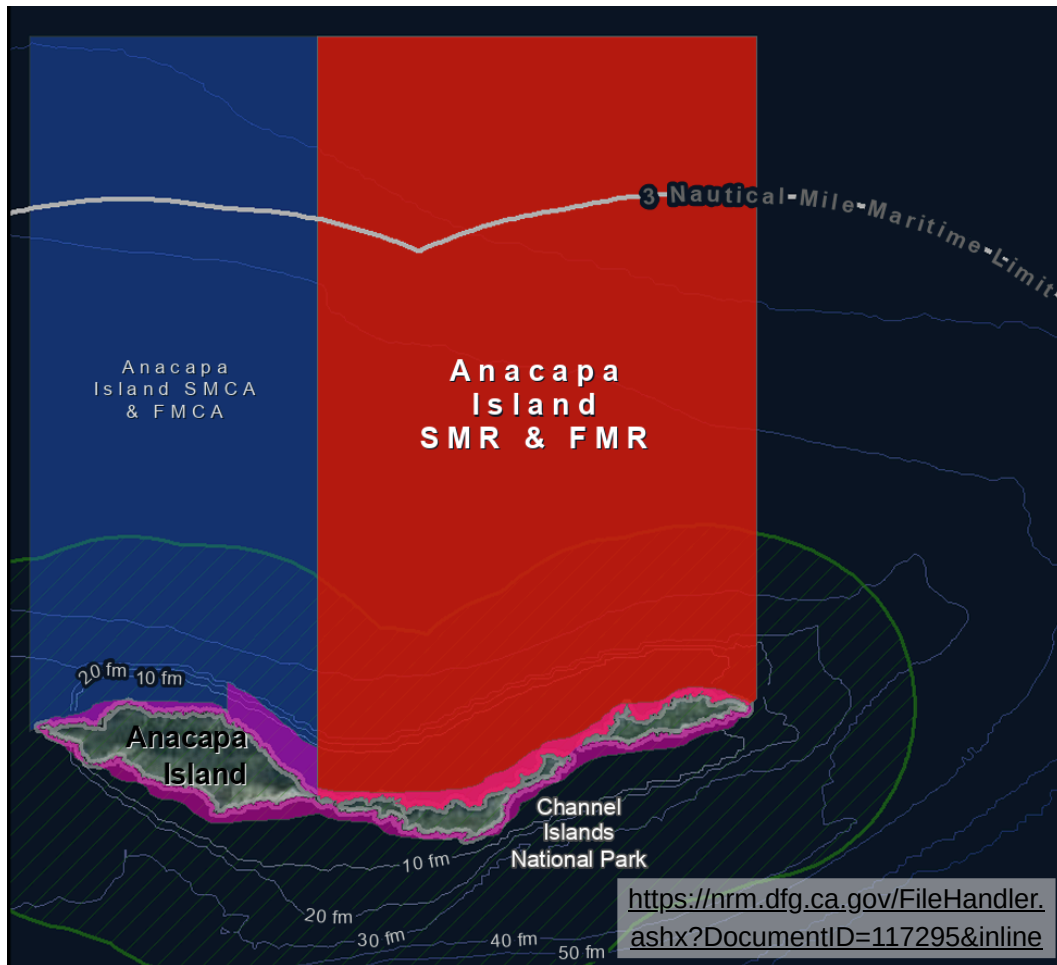 3 Nautical Mile Maritime Limit
Anacapa
Island SMCA
& FMCA
Anacapa
Island
SMR & FMR
20 fm
10 fm
Anacapa
Island
Channel
Islands
National Park
10 fm
20 fm
30 fm
40 fm
50 fm
https://nrm.dfg.ca.gov/FileHandler.
ashx?DocumentID=117295&inline